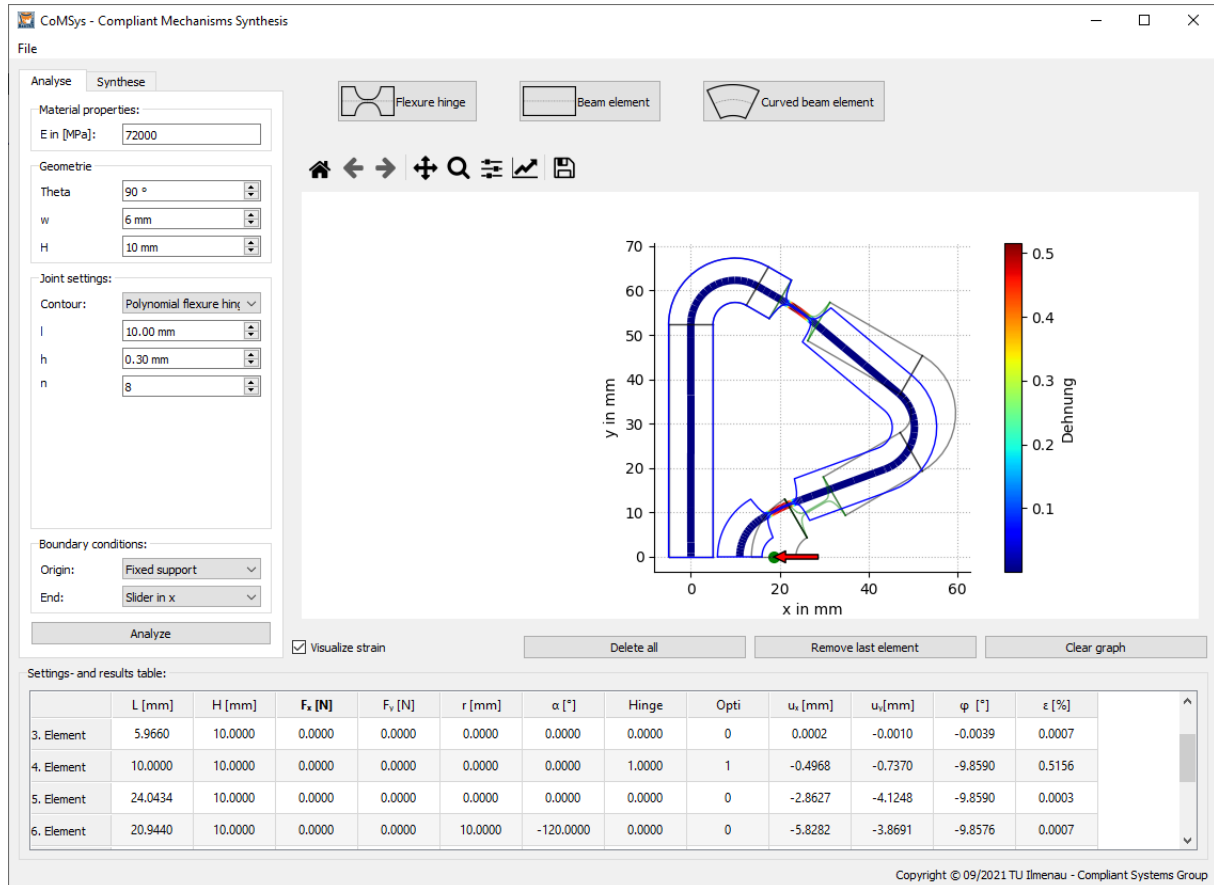 CoMSys - Compliant Mechanisms Synthesis
File
Analyse Synthese
Material properties:
E in [MPa]: 72000
Geometrie
Theta 90 °
w 6 mm
H 10 mm
Joint settings:
Contour: Polynomial flexure hing
l 10.00 mm
h 0.30 mm
n 8
Boundary conditions:
Origin: Fixed support
End: Slider in x
Analyze
Flexure hinge Beam element Curved beam element
70
60
50
40
30
20
10
0
y in mm
0 20 40 60
x in mm
0.5
0.4
0.3
0.2
0.1
Dehnung
Visualize strain Delete all Remove last element Clear graph
Settings- and results table:
L [mm] H [mm] Fₓ [N] Fᵧ [N] r [mm] α [°] Hinge Opti uₓ [mm] uᵧ[mm] φ [°] ε [%]
3. Element 5.9660 10.0000 0.0000 0.0000 0.0000 0.0000 0.0000 0 0.0002 -0.0010 -0.0039 0.0007
4. Element 10.0000 10.0000 0.0000 0.0000 0.0000 0.0000 1.0000 1 -0.4968 -0.7370 -9.8590 0.5156
5. Element 24.0434 10.0000 0.0000 0.0000 0.0000 0.0000 0.0000 0 -2.8627 -4.1248 -9.8590 0.0003
6. Element 20.9440 10.0000 0.0000 0.0000 10.0000 -120.0000 0.0000 0 -5.8282 -3.8691 -9.8576 0.0007
Copyright © 09/2021 TU Ilmenau - Compliant Systems Group